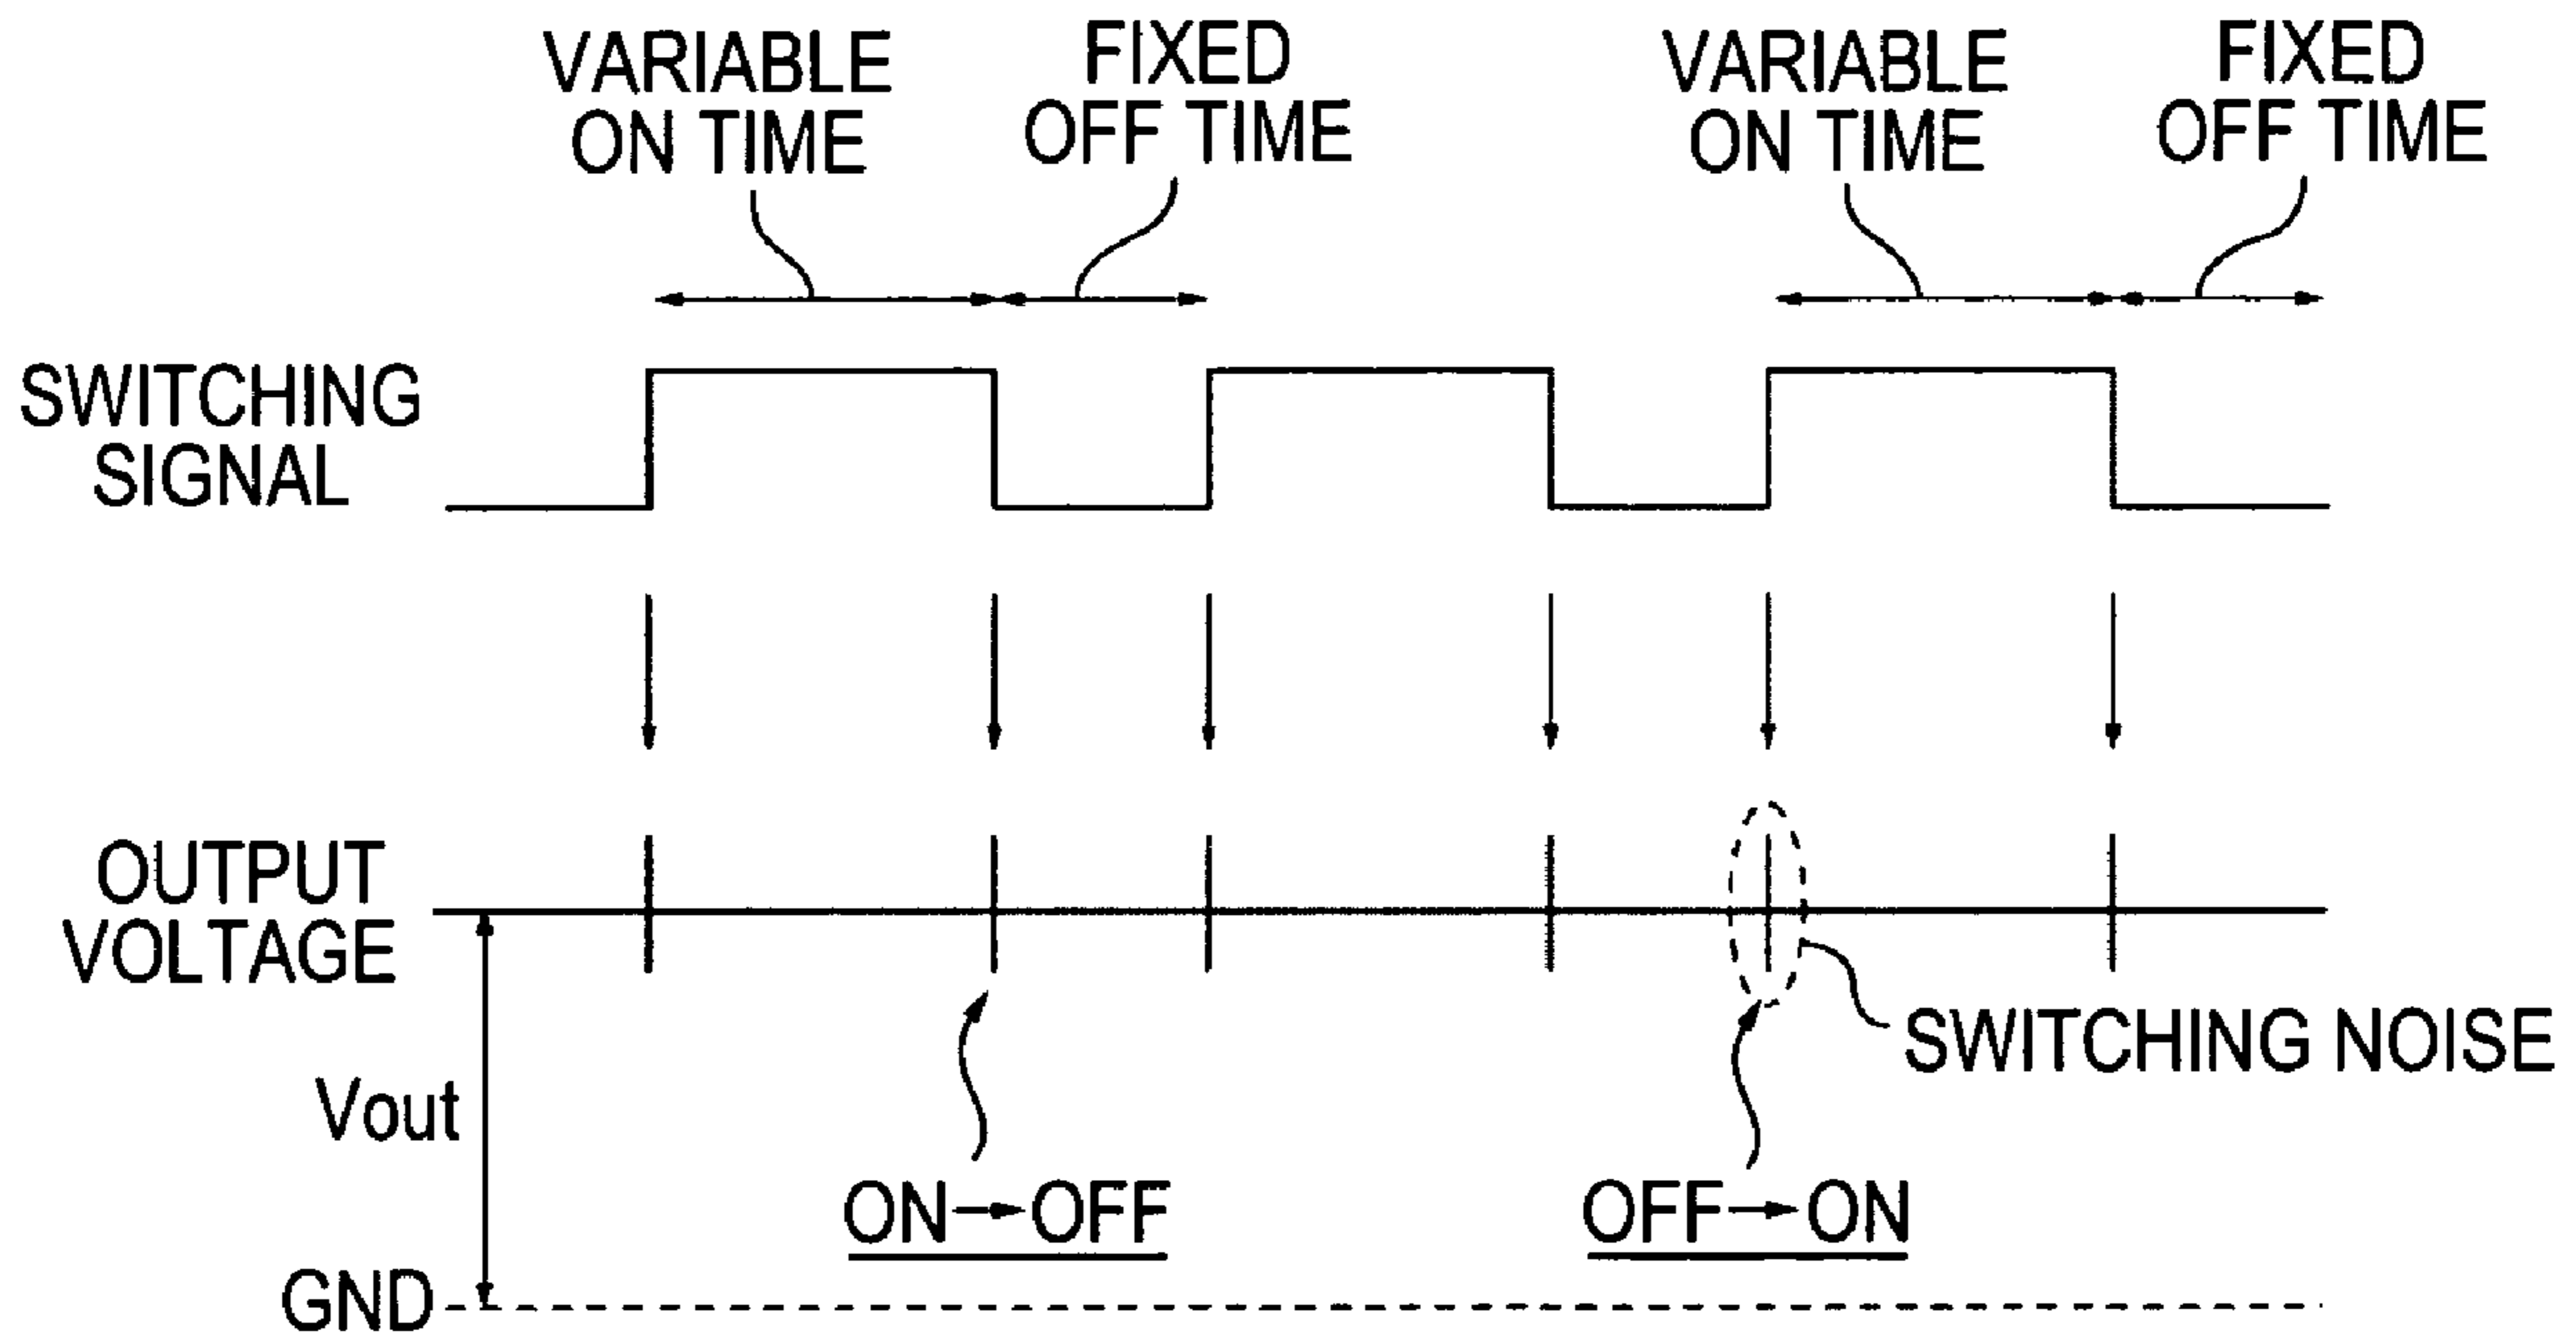 VARIABLE
ON TIME
FIXED
OFF TIME
VARIABLE
ON TIME
FIXED
OFF TIME
SWITCHING
SIGNAL
OUTPUT
VOLTAGE
SWITCHING NOISE
Vout
ON→OFF
OFF→ON
GND